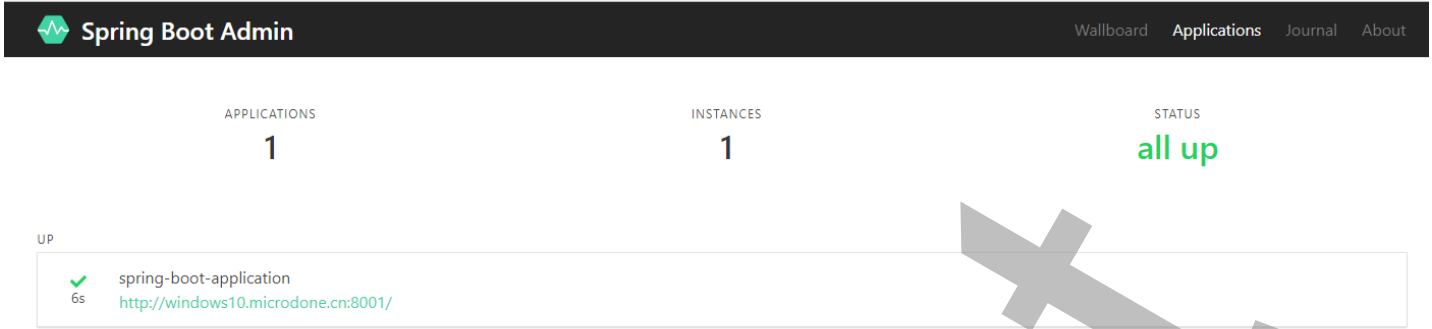 Spring Boot Admin
Wallboard Applications Journal About
APPLICATIONS INSTANCES STATUS
1 1 all up
UP
spring-boot-application
6s
http://windows10.microdone.cn:8001/